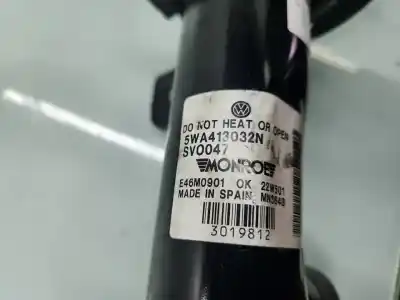 DO NOT HEAT OR OPEN
5WA413032N
SV0047
MONROE
E46M0901 OK 22W501
MADE IN SPAIN
3019812